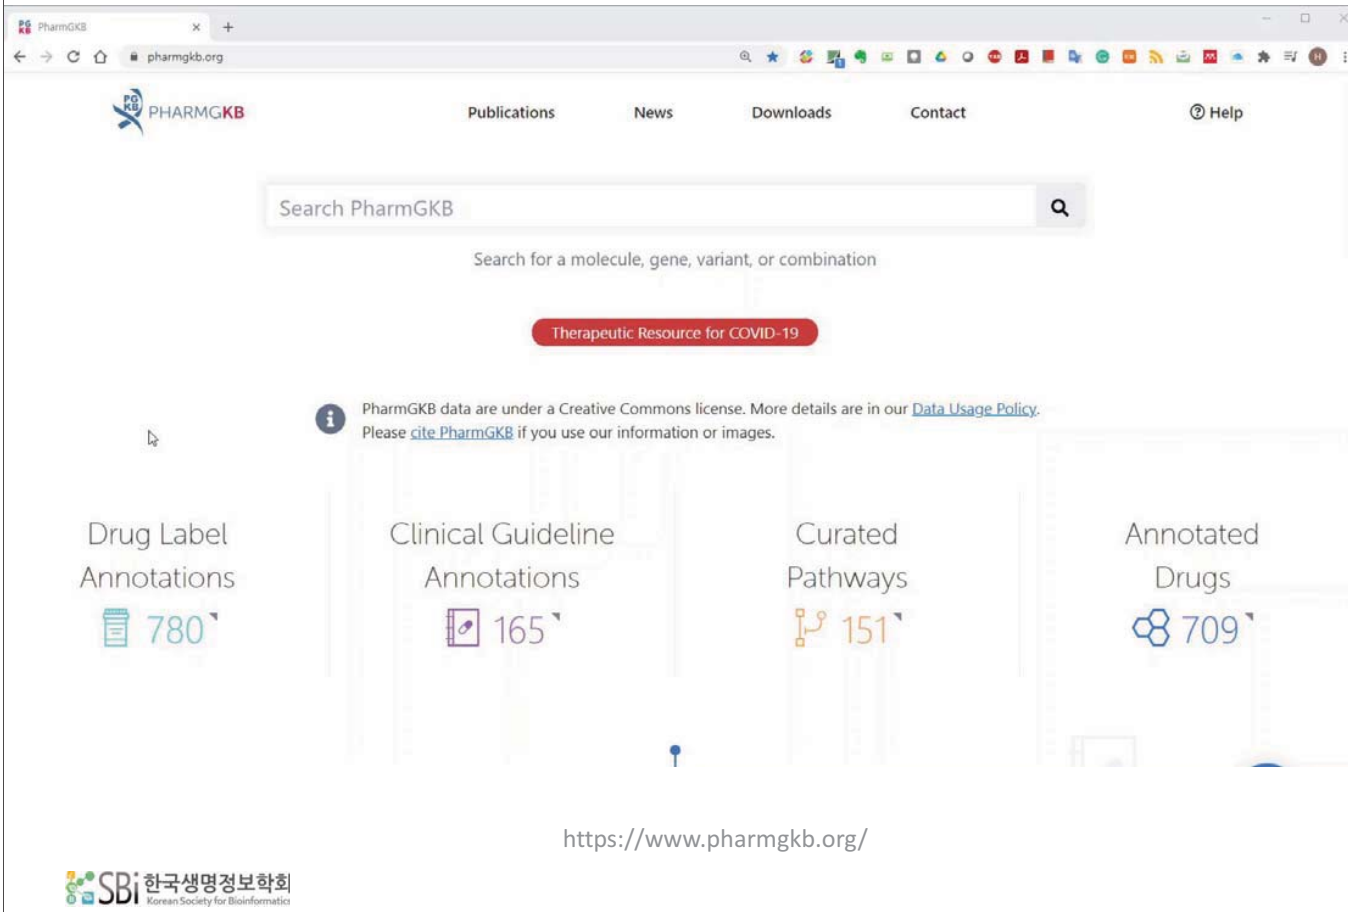 PG
KB
PharmGKB
pharmgkb.org
PG
KB
PHARMGKB
Publications
News
Downloads
Contact
Help
Search PharmGKB
Search for a molecule, gene, variant, or combination
Therapeutic Resource for COVID-19
PharmGKB data are under a Creative Commons license. More details are in our Data Usage Policy.
Please cite PharmGKB if you use our information or images.
Drug Label
Annotations
780
Clinical Guideline
Annotations
165
Curated
Pathways
151
Annotated
Drugs
709
https://www.pharmgkb.org/
SBi 한국생명정보학회
Korean Society for Bioinformatics